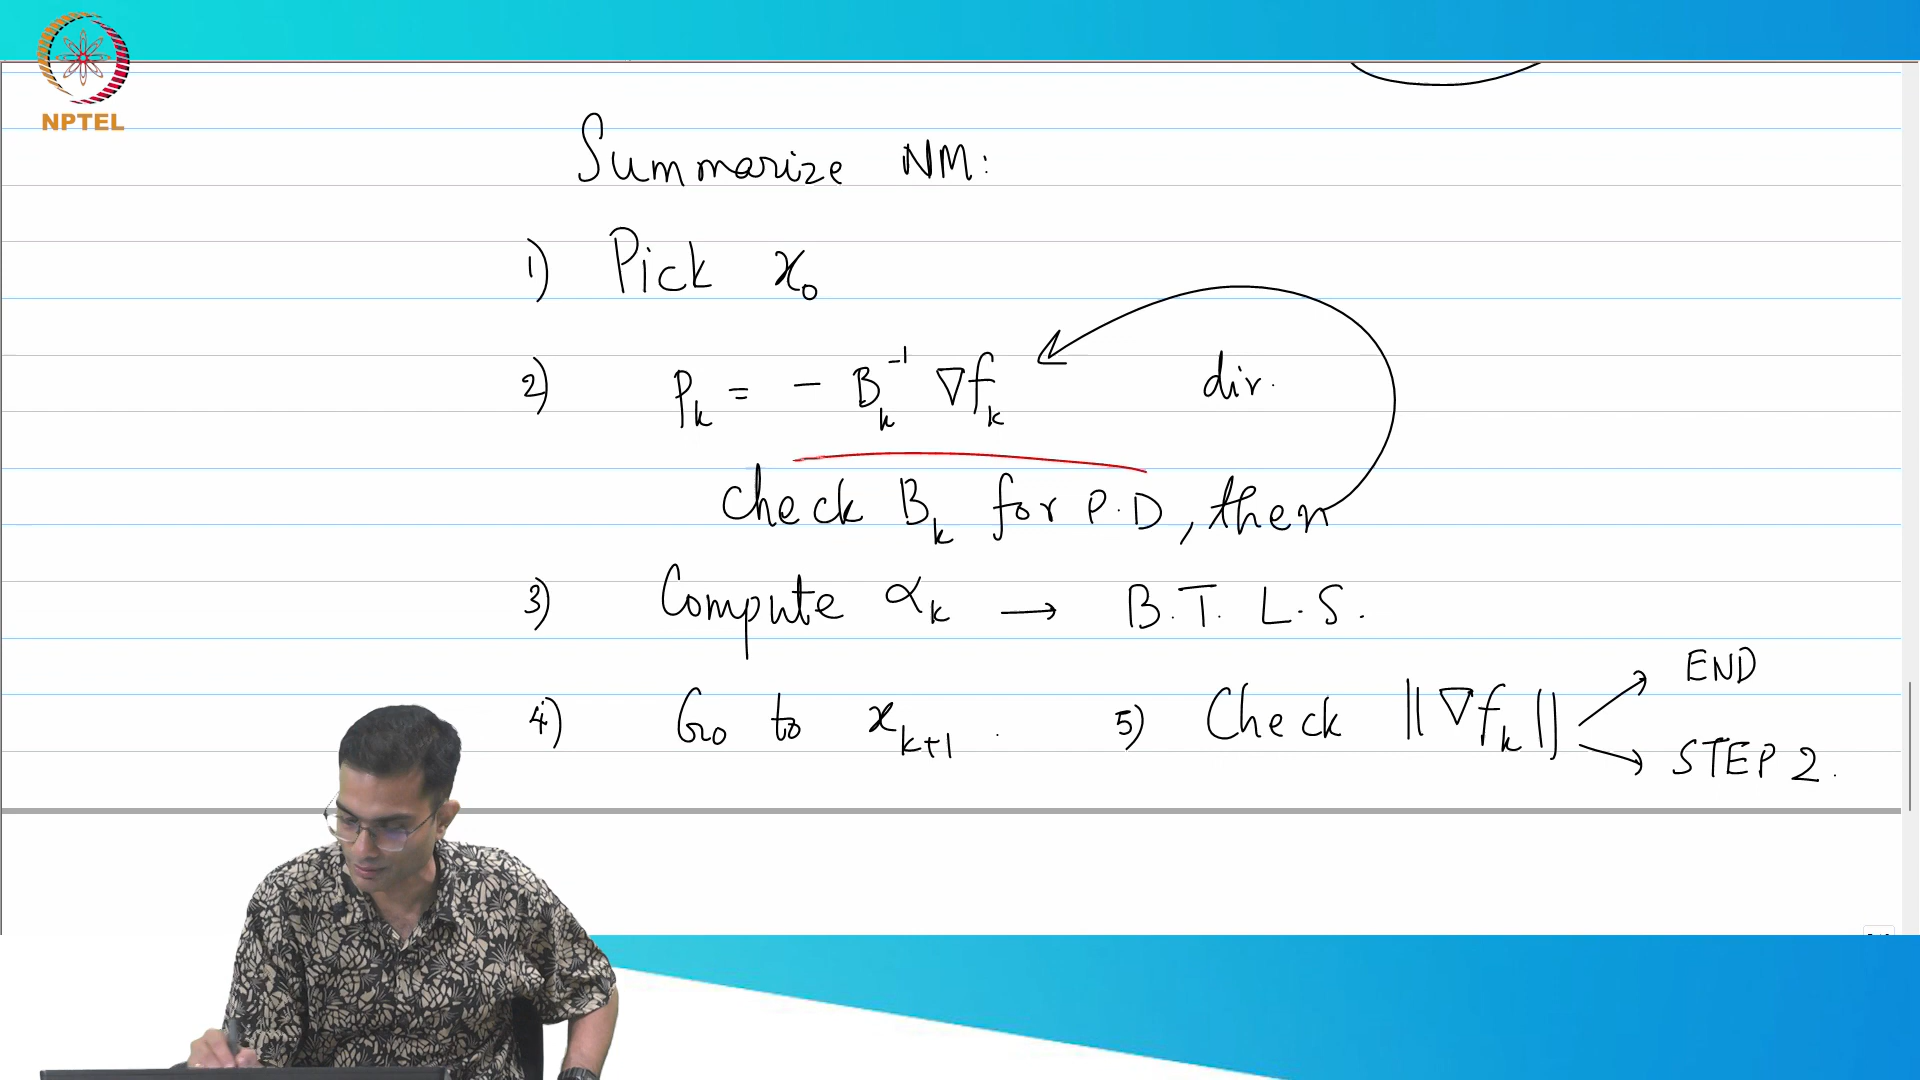 NPTEL
Summarize NM:
1) Pick x₀
2) Pₖ = - Bₖ⁻¹ ∇fₖ dir.
Check Bₖ for P.D, then
3) Compute αₖ → B.T. L.S.
4) Go to xₖ₊₁. 5) Check ||∇fₖ||
END
STEP 2.